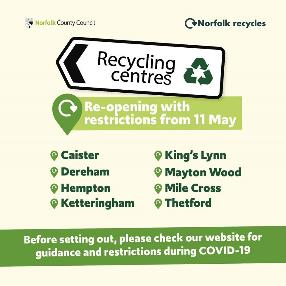 Norfolk County Council
Norfolk recycles
Recycling
centres
Re-opening with
restrictions from 11 May
Caister
Dereham
Hempton
Ketteringham
King's Lynn
Mayton Wood
Mile Cross
Thetford
Before setting out, please check our website for
guidance and restrictions during COVID-19